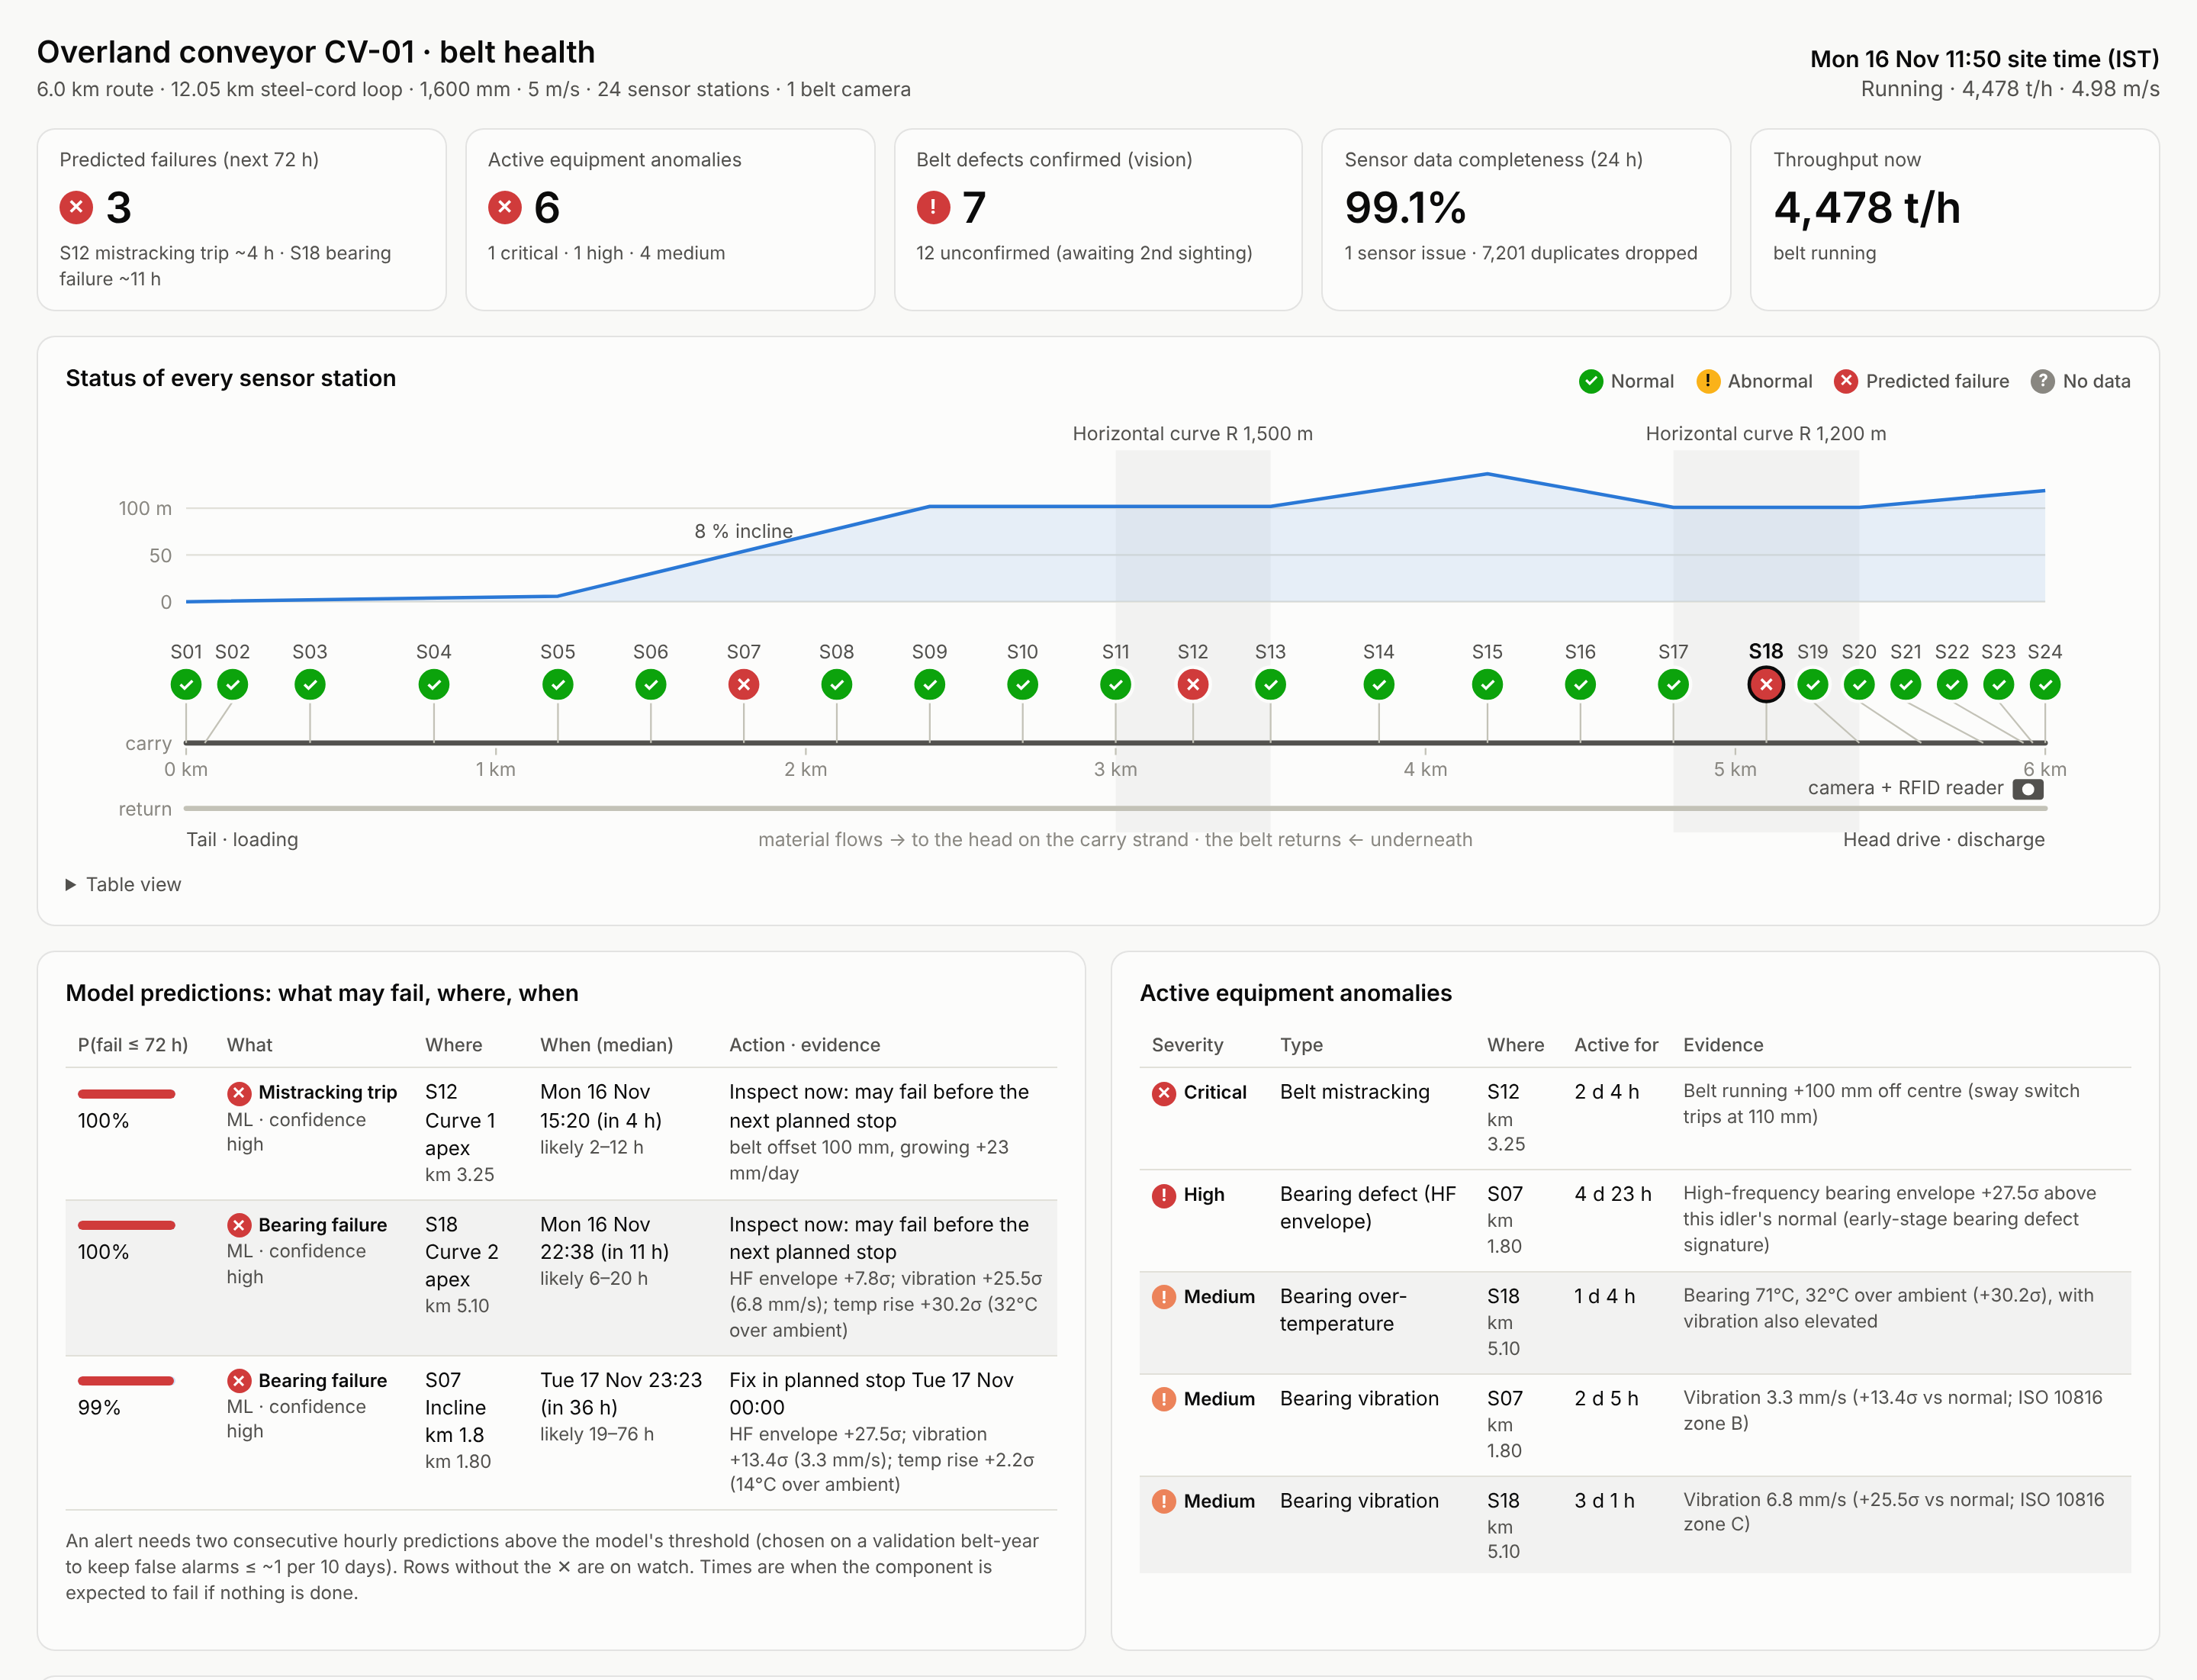 Overland conveyor CV-01 · belt health
6.0 km route · 12.05 km steel-cord loop · 1,600 mm · 5 m/s · 24 sensor stations · 1 belt camera
Mon 16 Nov 11:50 site time (IST)
Running · 4,478 t/h · 4.98 m/s
Predicted failures (next 72 h)
3
S12 mistracking trip ~4 h · S18 bearing
failure ~11 h
Active equipment anomalies
6
1 critical · 1 high · 4 medium
Belt defects confirmed (vision)
7
12 unconfirmed (awaiting 2nd sighting)
Sensor data completeness (24 h)
99.1%
1 sensor issue · 7,201 duplicates dropped
Throughput now
4,478 t/h
belt running
Status of every sensor station
Normal Abnormal Predicted failure No data
Horizontal curve R 1,500 m Horizontal curve R 1,200 m
100 m
8 % incline
50
0
S01 S02 S03 S04 S05 S06 S07 S08 S09 S10 S11 S12 S13 S14 S15 S16 S17 S18 S19 S20 S21 S22 S23 S24
carry
0 km 1 km 2 km 3 km 4 km 5 km 6 km
camera + RFID reader
return
Tail · loading material flows → to the head on the carry strand · the belt returns ← underneath Head drive · discharge
▶ Table view
Model predictions: what may fail, where, when
P(fail ≤ 72 h) What Where When (median) Action · evidence
100%
Mistracking trip
ML · confidence
high
S12
Curve 1
apex
km 3.25
Mon 16 Nov
15:20 (in 4 h)
likely 2–12 h
Inspect now: may fail before the
next planned stop
belt offset 100 mm, growing +23
mm/day
100%
Bearing failure
ML · confidence
high
S18
Curve 2
apex
km 5.10
Mon 16 Nov
22:38 (in 11 h)
likely 6–20 h
Inspect now: may fail before the
next planned stop
HF envelope +7.8σ; vibration +25.5σ
(6.8 mm/s); temp rise +30.2σ (32°C
over ambient)
99%
Bearing failure
ML · confidence
high
S07
Incline
km 1.8
km 1.80
Tue 17 Nov 23:23
(in 36 h)
likely 19–76 h
Fix in planned stop Tue 17 Nov
00:00
HF envelope +27.5σ; vibration
+13.4σ (3.3 mm/s); temp rise +2.2σ
(14°C over ambient)
An alert needs two consecutive hourly predictions above the model's threshold (chosen on a validation belt-year
to keep false alarms ≤ ~1 per 10 days). Rows without the ✕ are on watch. Times are when the component is
expected to fail if nothing is done.
Active equipment anomalies
Severity Type Where Active for Evidence
Critical
Belt mistracking
S12
km
3.25
2 d 4 h
Belt running +100 mm off centre (sway switch
trips at 110 mm)
High
Bearing defect (HF
envelope)
S07
km
1.80
4 d 23 h
High-frequency bearing envelope +27.5σ above
this idler's normal (early-stage bearing defect
signature)
Medium
Bearing over-
temperature
S18
km
5.10
1 d 4 h
Bearing 71°C, 32°C over ambient (+30.2σ), with
vibration also elevated
Medium
Bearing vibration
S07
km
1.80
2 d 5 h
Vibration 3.3 mm/s (+13.4σ vs normal; ISO 10816
zone B)
Medium
Bearing vibration
S18
km
5.10
3 d 1 h
Vibration 6.8 mm/s (+25.5σ vs normal; ISO 10816
zone C)